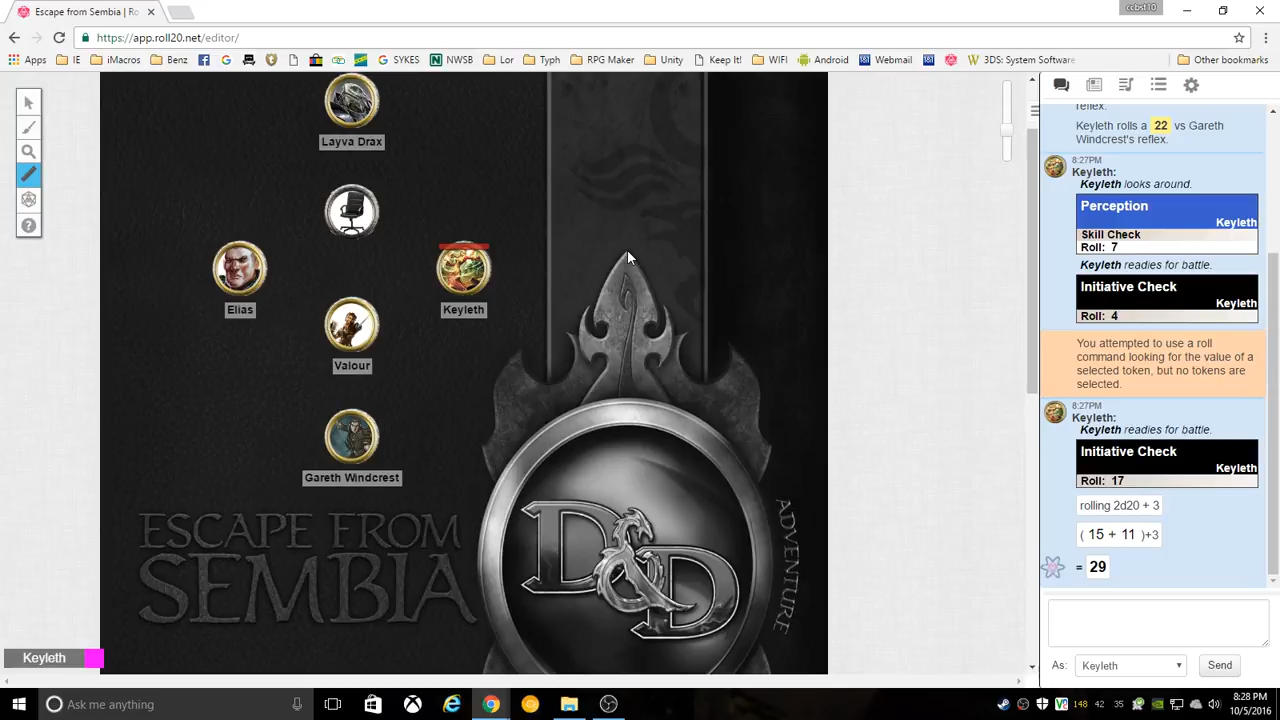 Escape from Sembia | Ro
ccbsf10
https://app.roll20.net/editor/
Apps IE iMacros Benz G SYKES NWSB Lor Typh RPG Maker Unity Keep It! WIFI Android Webmail 3DS: System Softwa Other bookmarks
reflex.
Keyleth rolls a 22 vs Gareth
Windcrest's reflex.
8:27PM
Keyleth:
Keyleth looks around.
Perception
Keyleth
Skill Check
Roll: 7
Keyleth readies for battle.
Initiative Check
Keyleth
Roll: 4
You attempted to use a roll
command looking for the value of a
selected token, but no tokens are
selected.
8:27PM
Keyleth:
Keyleth readies for battle.
Initiative Check
Keyleth
Roll: 17
rolling 2d20 + 3
( 15 + 11 )+3
= 29
As: Keyleth Send
Layva Drax
Elias
Keyleth
Valour
Gareth Windcrest
ESCAPE FROM
SEMBIA
D&D
ADVENTURE
Keyleth
Ask me anything
148 42 35
8:28 PM
10/5/2016